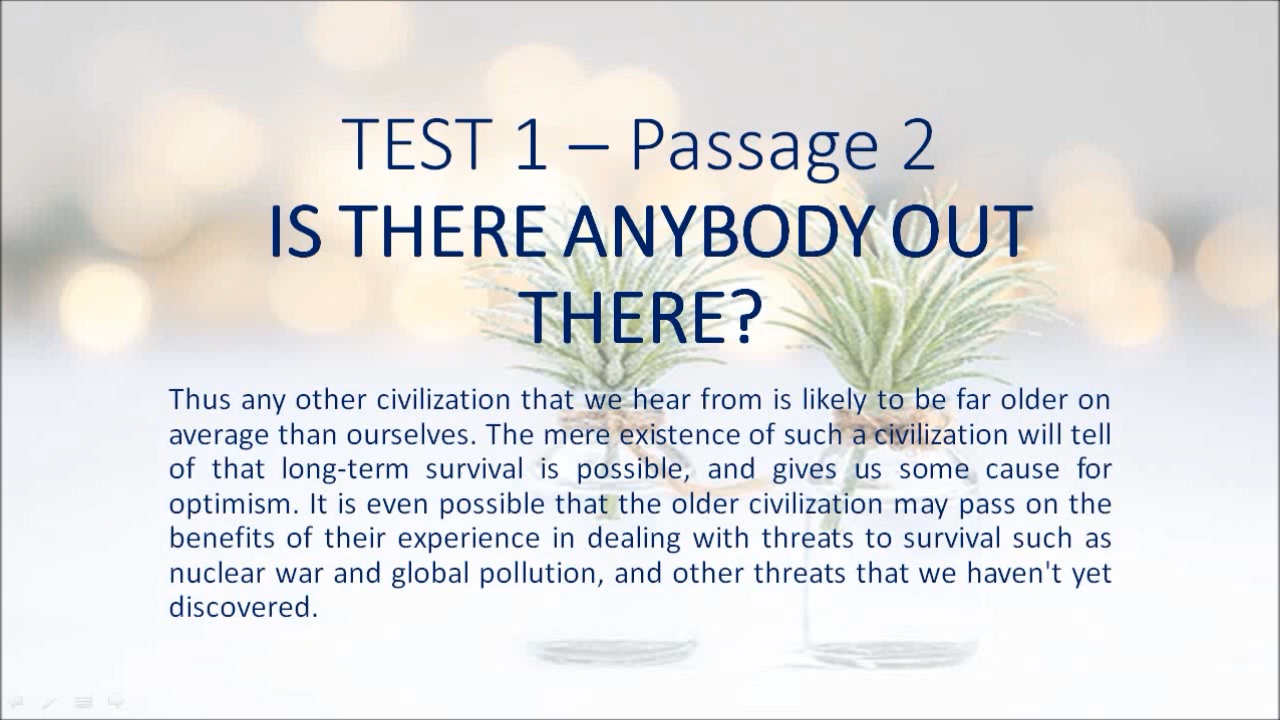 TEST 1 – Passage 2
IS THERE ANYBODY OUT
THERE?
Thus any other civilization that we hear from is likely to be far older on
average than ourselves. The mere existence of such a civilization will tell
of that long-term survival is possible, and gives us some cause for
optimism. It is even possible that the older civilization may pass on the
benefits of their experience in dealing with threats to survival such as
nuclear war and global pollution, and other threats that we haven't yet
discovered.